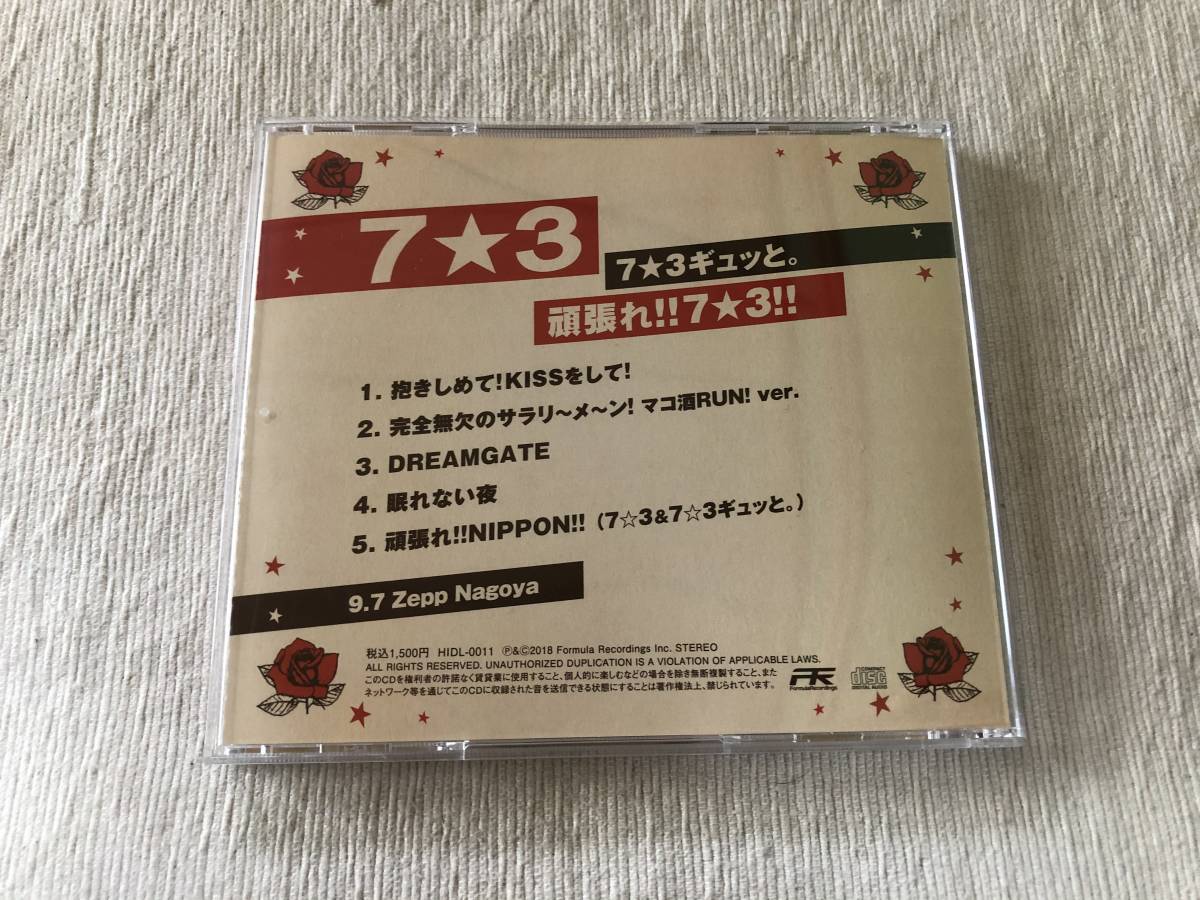 7★3
7★3ギュッと。
頑張れ!!7★3!!
1. 抱きしめて!KISSをして!
2. 完全無欠のサラリ〜メ〜ン! マコ酒RUN! ver.
3. DREAMGATE
4. 眠れない夜
5. 頑張れ!!NIPPON!! (7☆3&7☆3ギュッと。)
9.7 Zepp Nagoya
税込1,500円 HIDL-0011 Ⓟ&Ⓒ2018 Formula Recordings Inc. STEREO
ALL RIGHTS RESERVED. UNAUTHORIZED DUPLICATION IS A VIOLATION OF APPLICABLE LAWS.
このCDを権利者の許諾なく賃貸業に使用すること、個人的に楽しむなどの場合を除き無断複製すること、また
ネットワーク等を通じてこのCDに収録された音を送信できる状態にすることは著作権法上、禁じられています。
FR
FormulaRecordings
COMPACT
disc
DIGITAL AUDIO